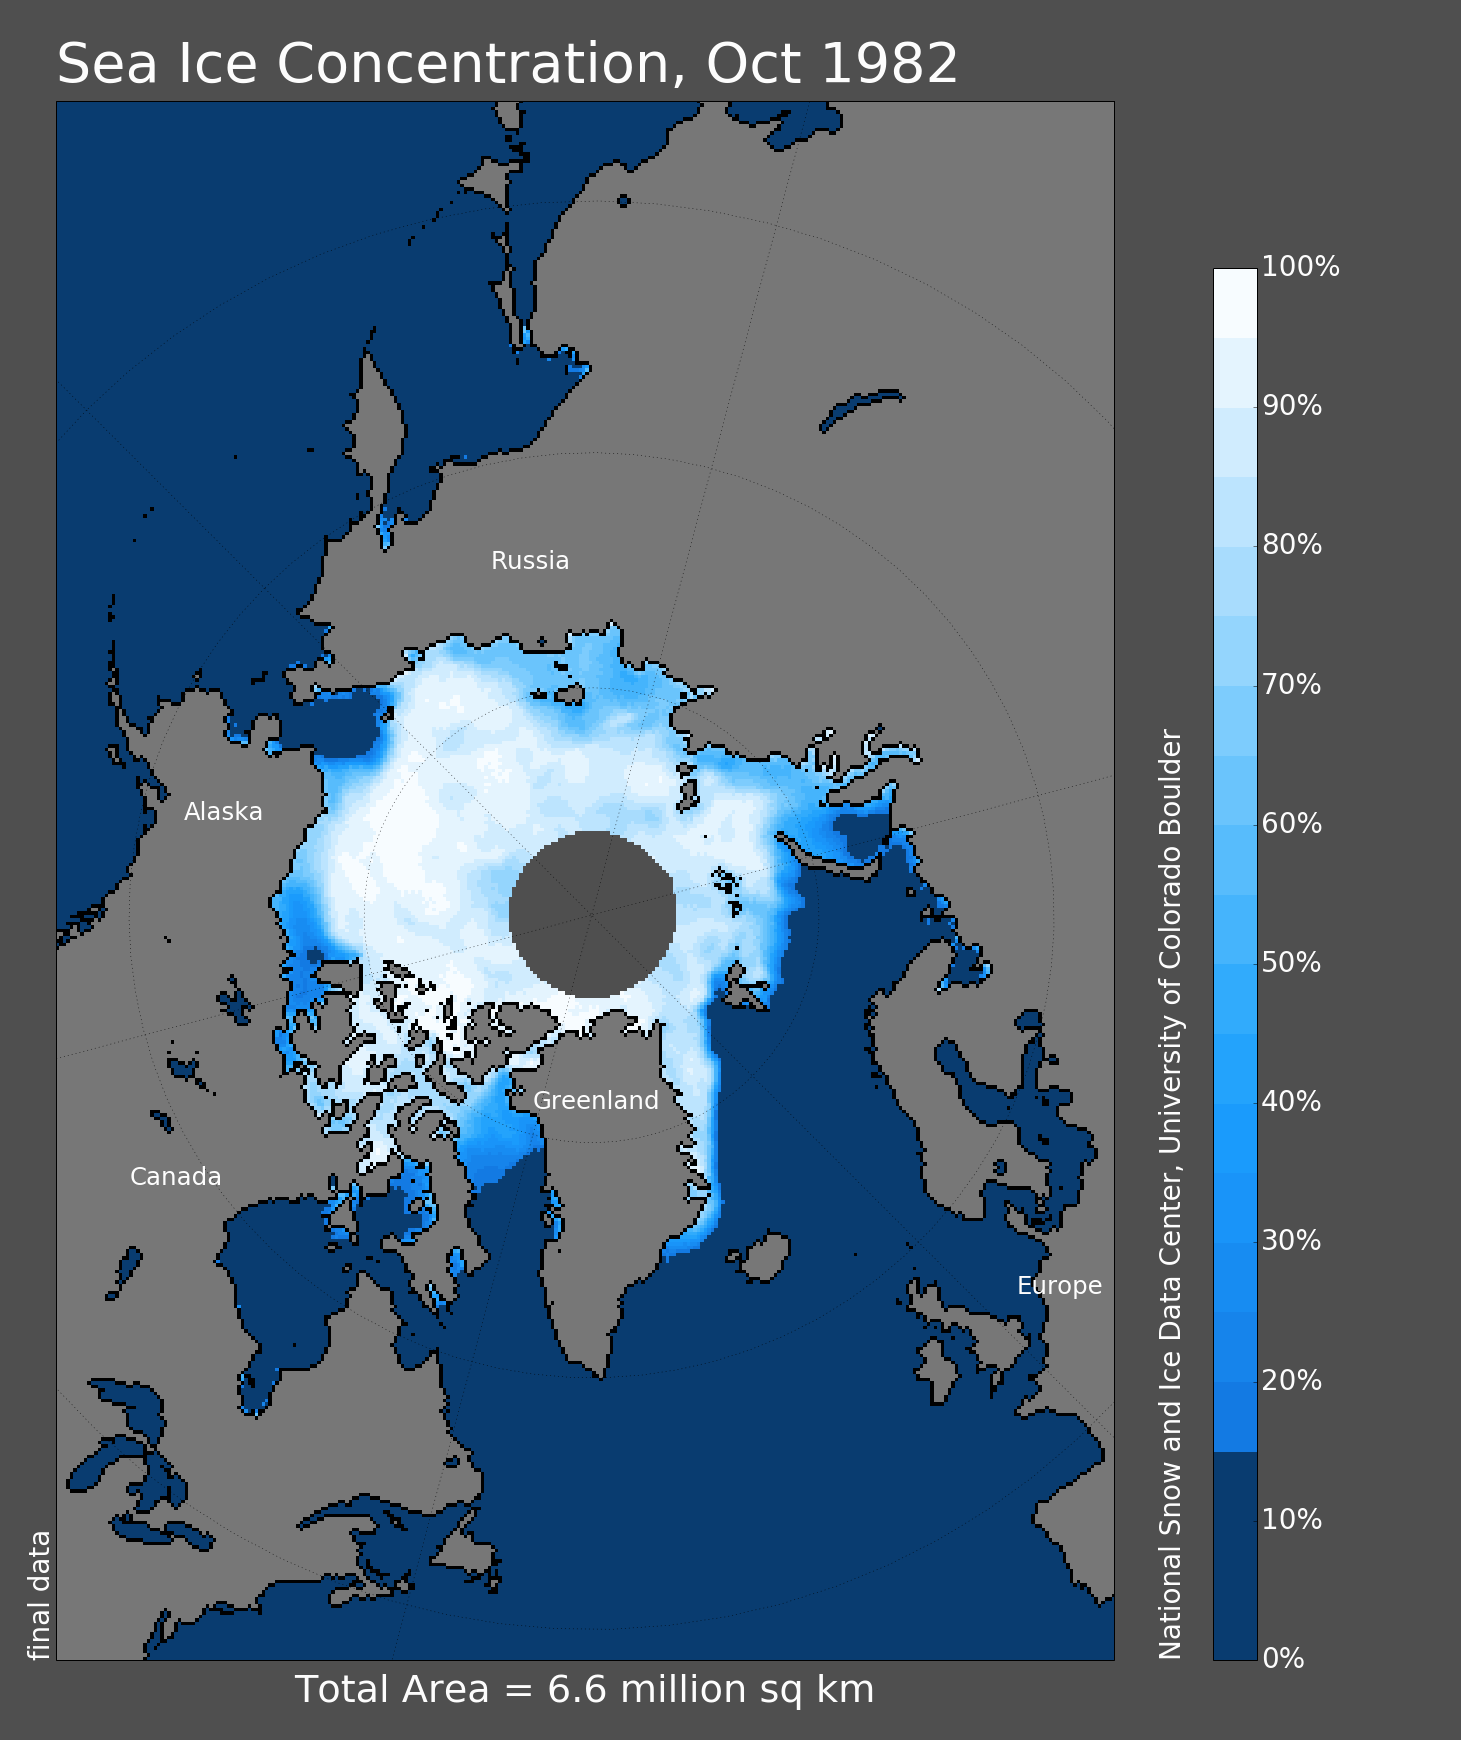 Sea Ice Concentration, Oct 1982
Russia
Alaska
Greenland
Canada
Europe
100%
90%
80%
70%
60%
50%
40%
30%
20%
10%
0%
National Snow and Ice Data Center, University of Colorado Boulder
final data
Total Area = 6.6 million sq km